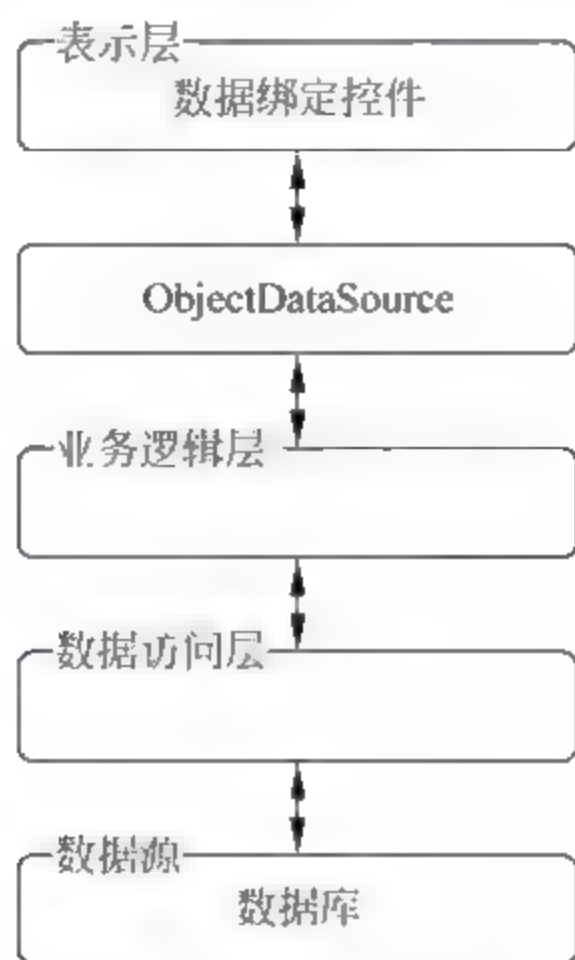 表示层
数据绑定控件
ObjectDataSource
业务逻辑层
数据访问层
数据源
数据库